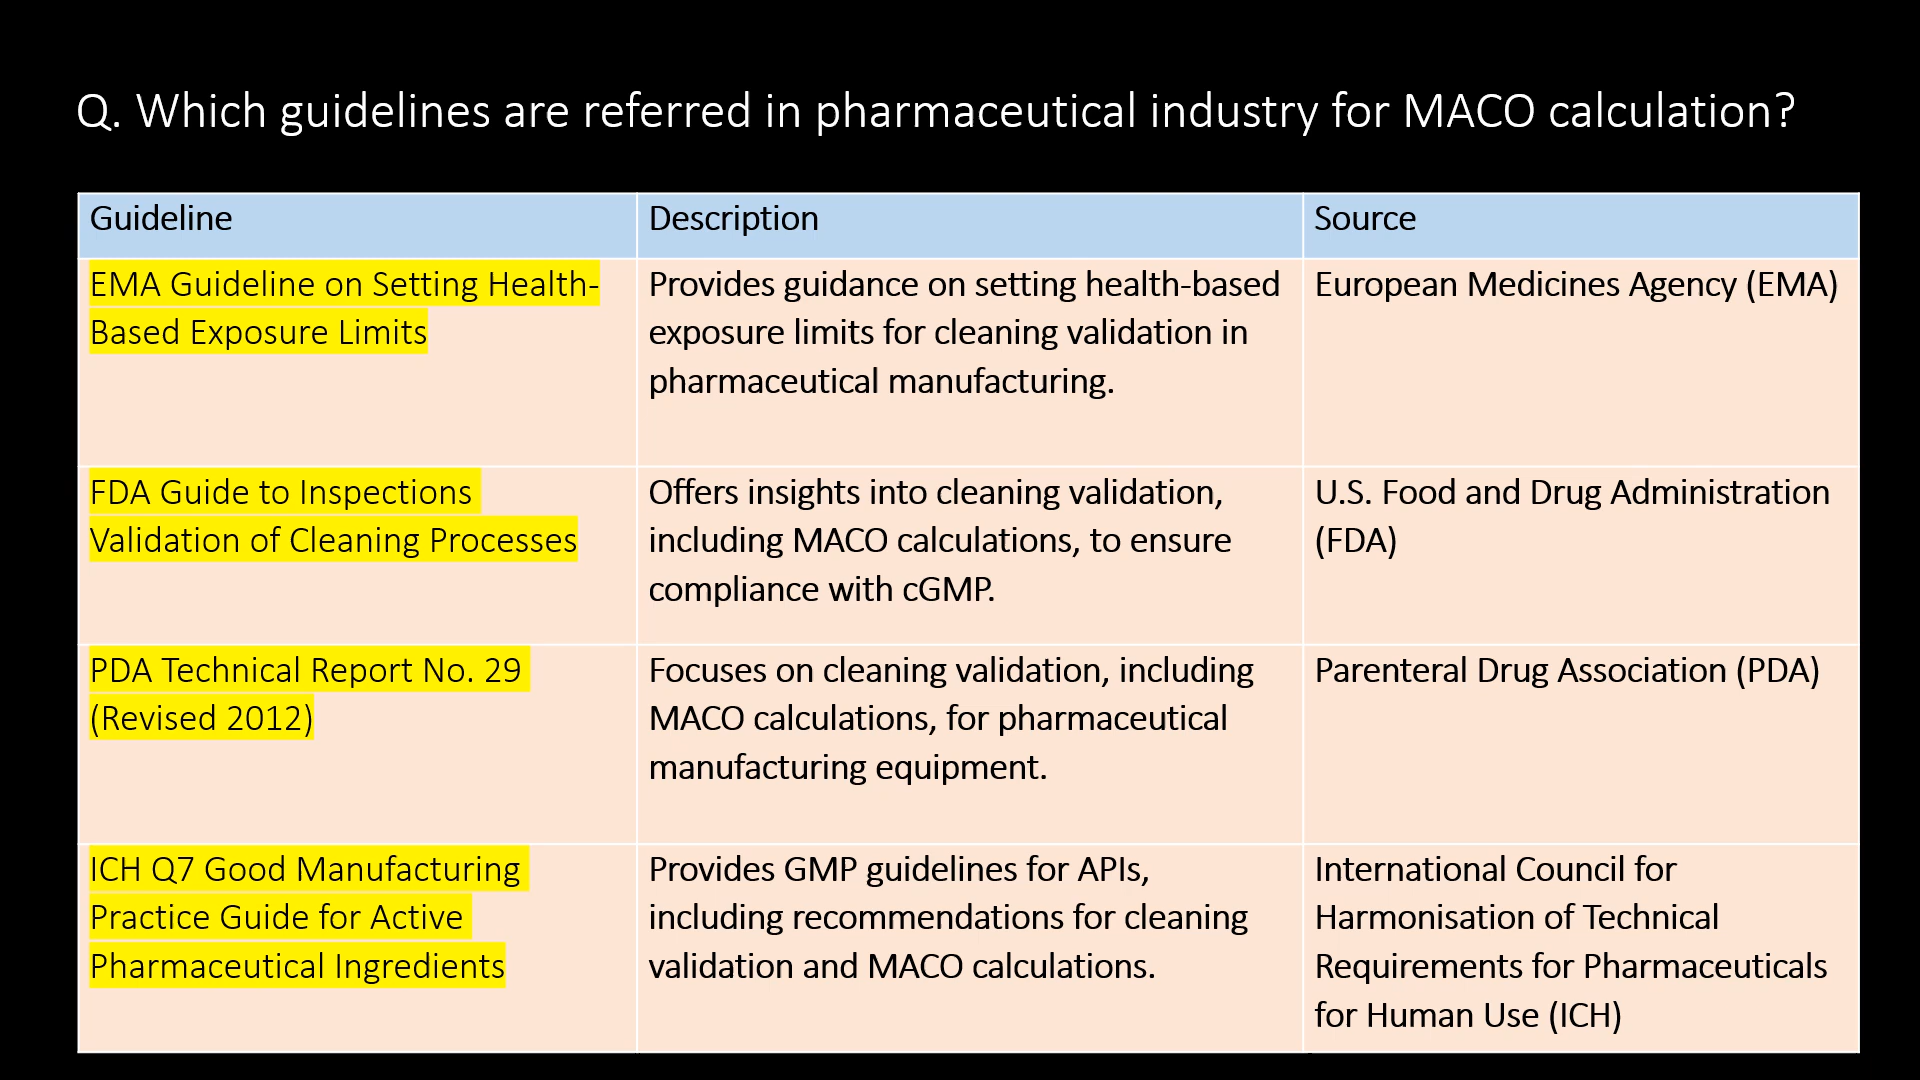 Q. Which guidelines are referred in pharmaceutical industry for MACO calculation?
Guideline
Description
Source
EMA Guideline on Setting Health-
Based Exposure Limits
Provides guidance on setting health-based
exposure limits for cleaning validation in
pharmaceutical manufacturing.
European Medicines Agency (EMA)
FDA Guide to Inspections
Validation of Cleaning Processes
Offers insights into cleaning validation,
including MACO calculations, to ensure
compliance with cGMP.
U.S. Food and Drug Administration
(FDA)
PDA Technical Report No. 29
(Revised 2012)
Focuses on cleaning validation, including
MACO calculations, for pharmaceutical
manufacturing equipment.
Parenteral Drug Association (PDA)
ICH Q7 Good Manufacturing
Practice Guide for Active
Pharmaceutical Ingredients
Provides GMP guidelines for APIs,
including recommendations for cleaning
validation and MACO calculations.
International Council for
Harmonisation of Technical
Requirements for Pharmaceuticals
for Human Use (ICH)